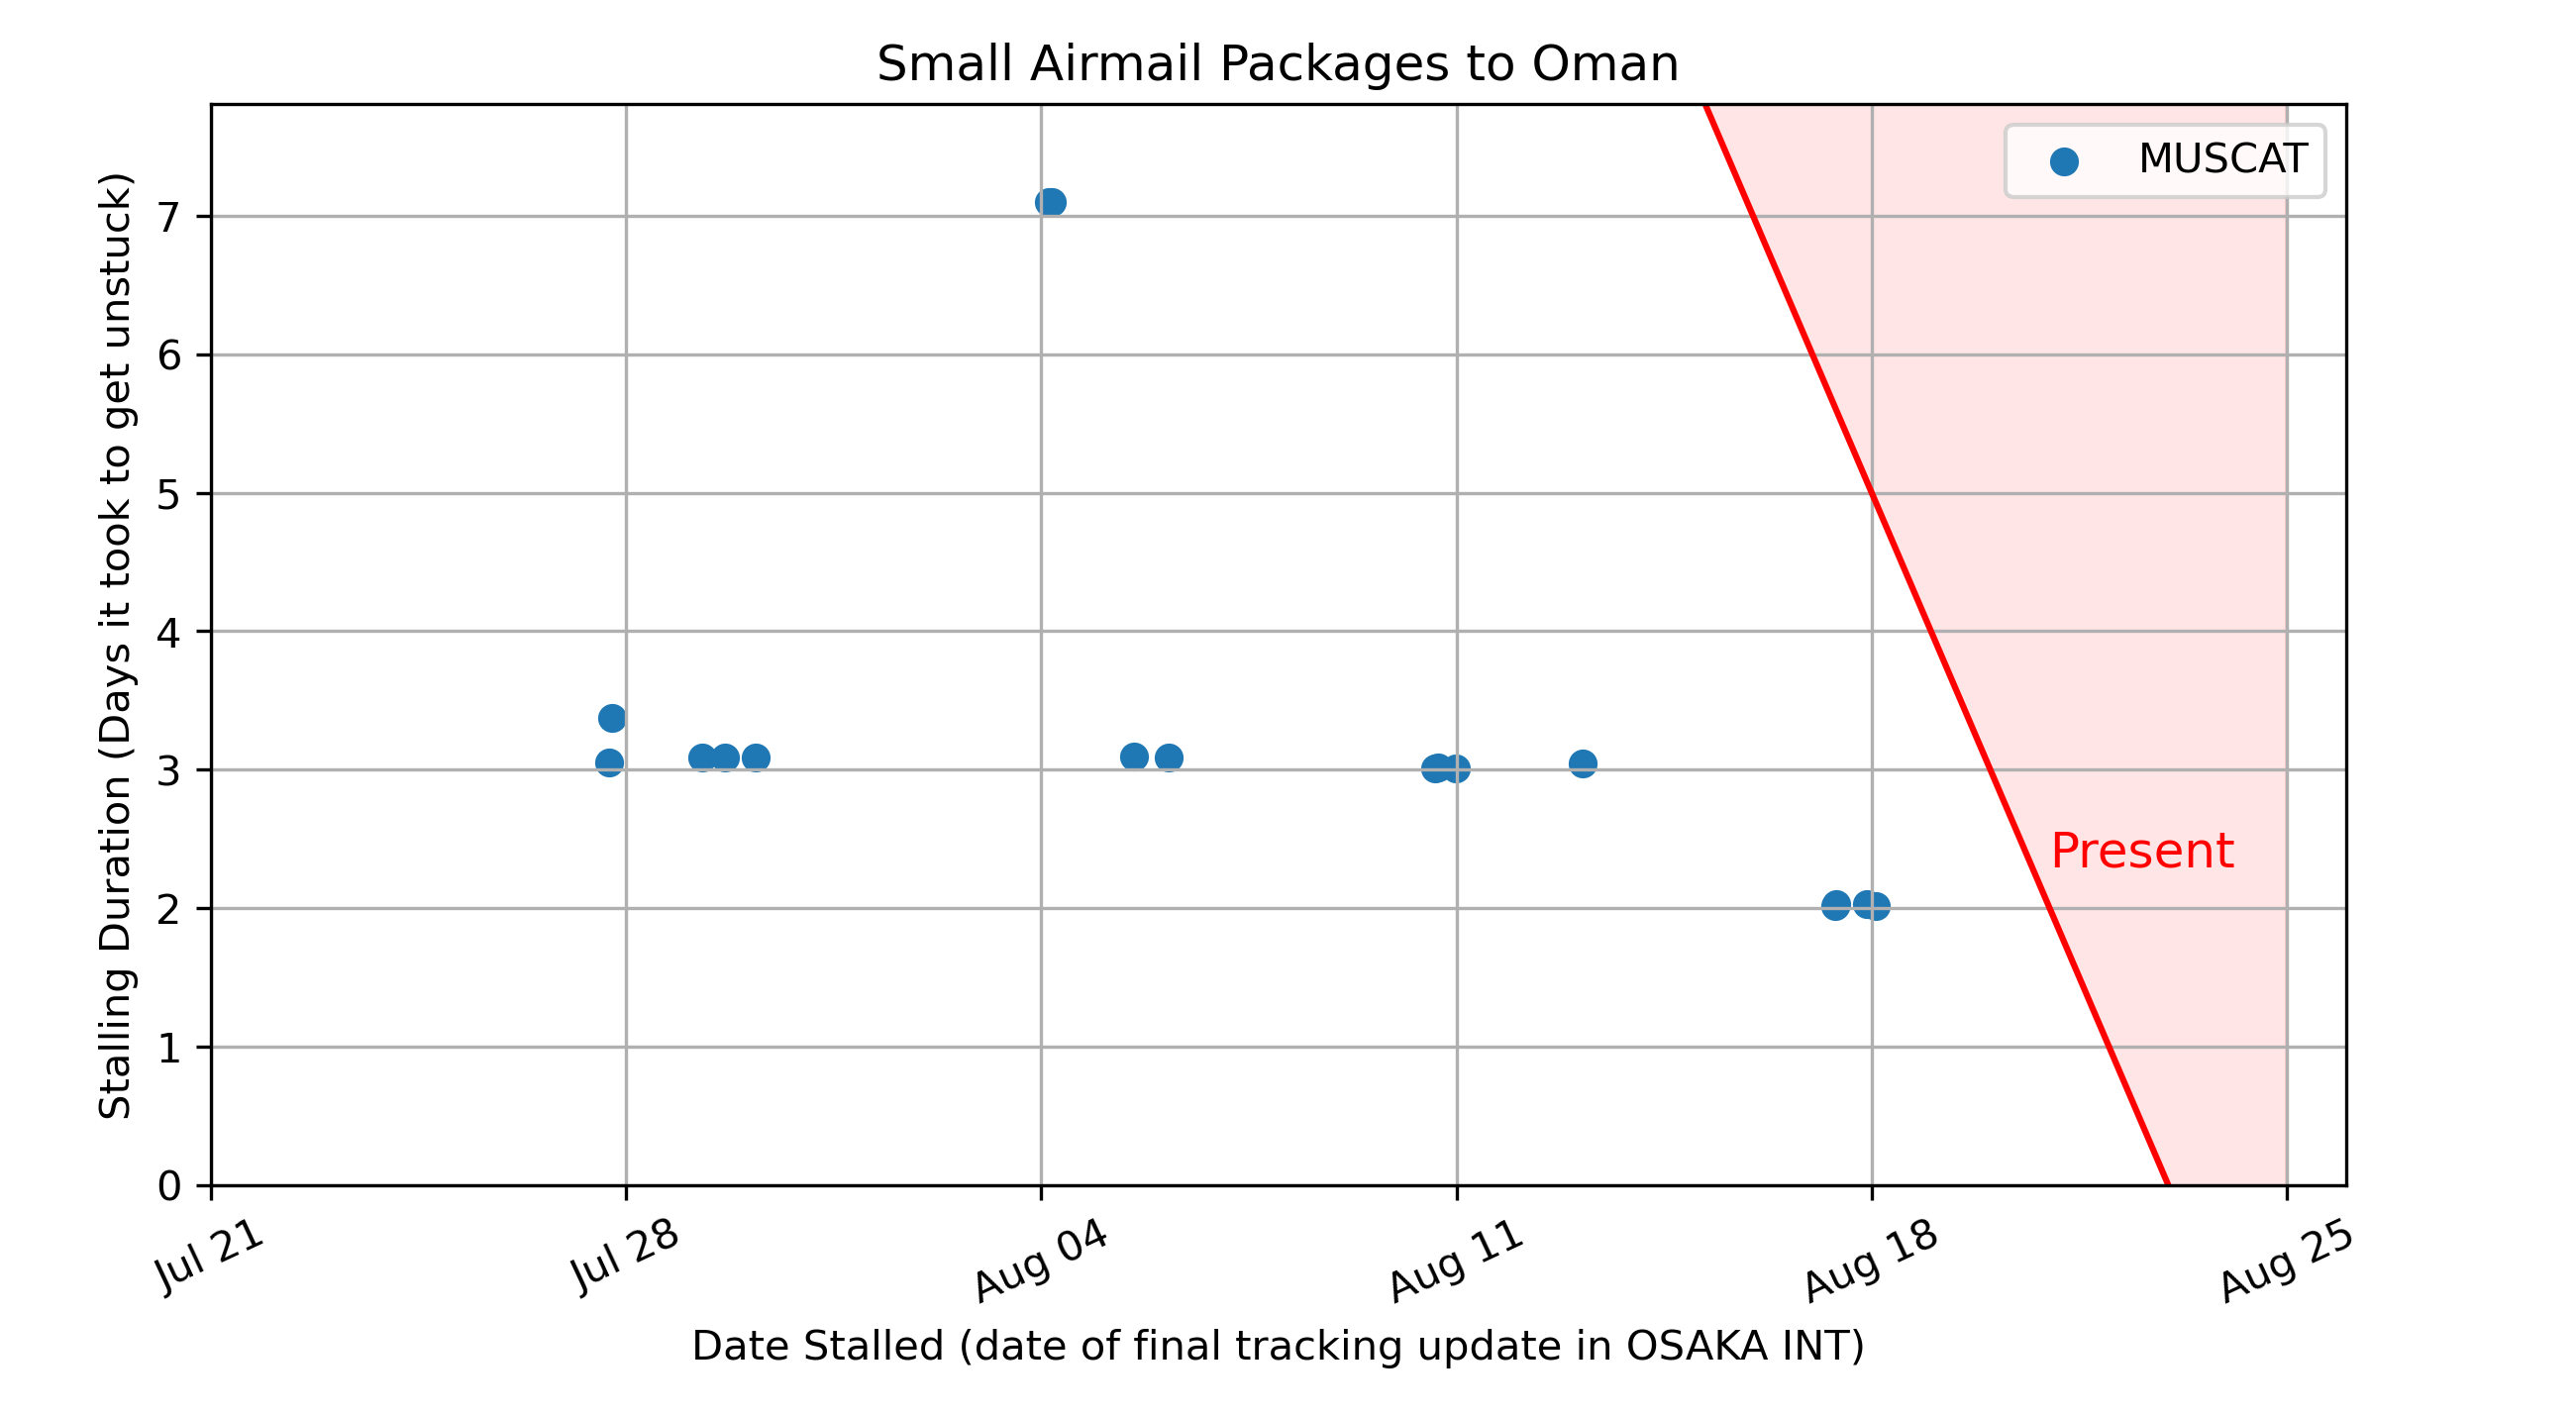 Small Airmail Packages to Oman
MUSCAT
Stalling Duration (Days it took to get unstuck)
7
6
5
4
3
2
1
0
Present
Jul 21
Jul 28
Aug 04
Aug 11
Aug 18
Aug 25
Date Stalled (date of final tracking update in OSAKA INT)